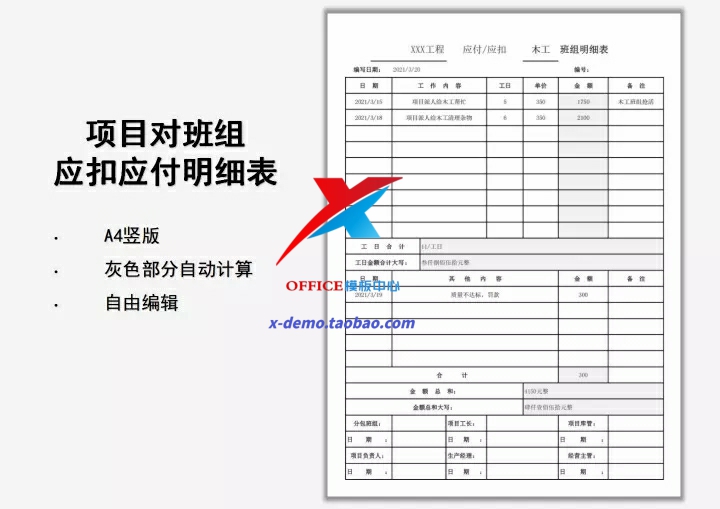 项目对班组
应扣应付明细表
· A4竖版
· 灰色部分自动计算
· 自由编辑
OFFICE模版中心
x-demo.taobao.com
XXX工程 应付/应扣 木工 班组明细表
编写日期： 2021/3/20 编号：
日 期 工 作 内 容 工日 单价 金 额 备 注
2021/3/15 项目派人给木工帮忙 5 350 1750 木工班组抢活
2021/3/18 项目派人给木工清理杂物 6 350 2100
工 日 合 计 11/工日
工日金额合计大写： 叁仟捌佰伍拾元整
日 期 其 他 内 容 金 额 备 注
2021/3/19 质量不达标，罚款 300
合 计 300
金 额 总 和： 4150元整
金额总和大写： 肆仟壹佰伍拾元整
分包班组： 项目工长： 项目库管：
日 期 ： 日 期 ： 日 期 ：
项目负责人： 生产经理： 经营主管：
日 期 ： 日 期 ： 日 期 ：